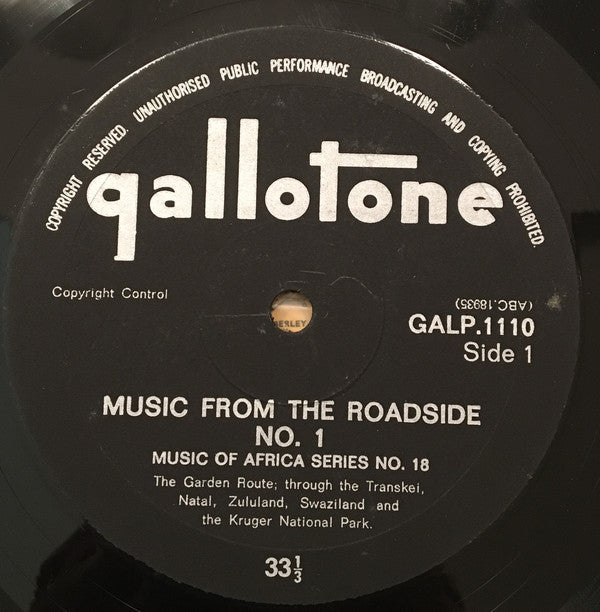 COPYRIGHT RESERVED. UNAUTHORISED PUBLIC PERFORMANCE BROADCASTING AND COPYING PROHIBITED.
gallotone
Copyright Control
(ABC.18935)
GALP.1110
Side 1
ERLEY
MUSIC FROM THE ROADSIDE
NO. 1
MUSIC OF AFRICA SERIES NO. 18
The Garden Route; through the Transkei,
Natal, Zululand, Swaziland and
the Kruger National Park.
33⅓